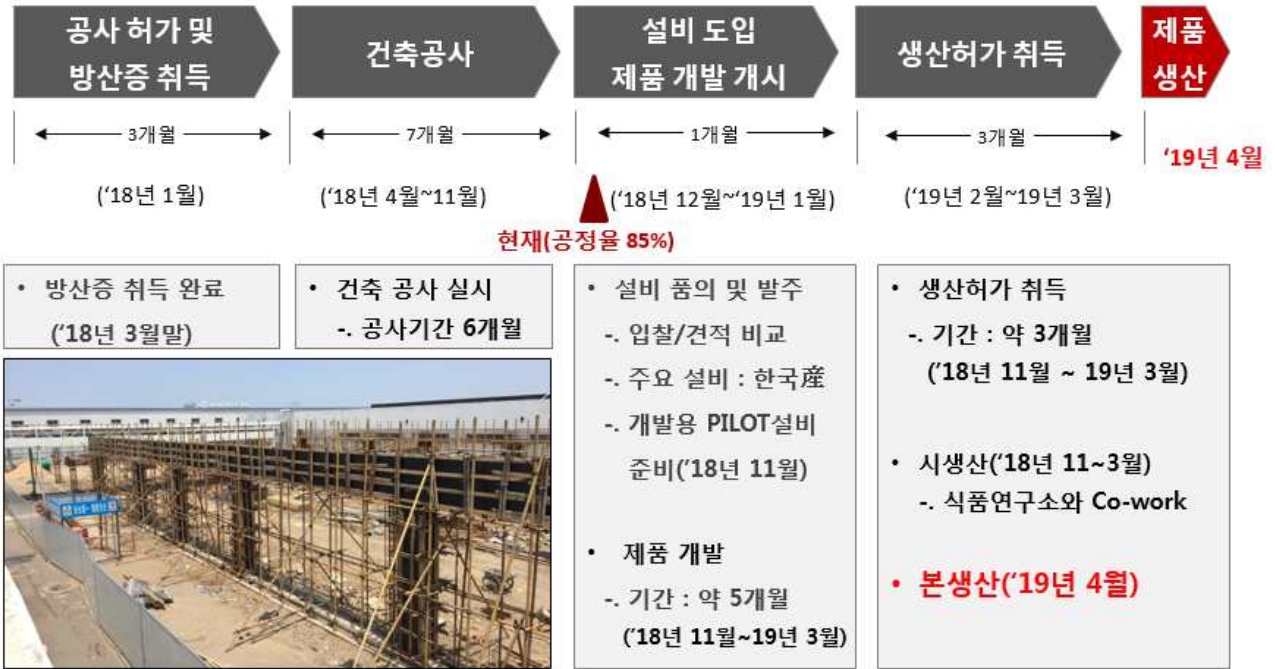 공사 허가 및
방산증 취득
건축공사
설비 도입
제품 개발 개시
생산허가 취득
제품
생산
3개월
7개월
1개월
3개월
‘19년 4월
(‘18년 1월)
(‘18년 4월~11월)
(‘18년 12월~‘19년 1월)
(‘19년 2월~‘19년 3월)
현재(공정율 85%)
• 방산증 취득 완료
(‘18년 3월말)
• 건축 공사 실시
-. 공사기간 6개월
• 설비 품의 및 발주
-. 입찰/견적 비교
-. 주요 설비 : 한국産
-. 개발용 PILOT설비
준비(‘18년 11월)
• 제품 개발
-. 기간 : 약 5개월
(‘18년 11월~19년 3월)
• 생산허가 취득
-. 기간 : 약 3개월
(‘18년 11월 ~ 19년 3월)
• 시생산(‘18년 11~3월)
-. 식품연구소와 Co-work
• 본생산(‘19년 4월)